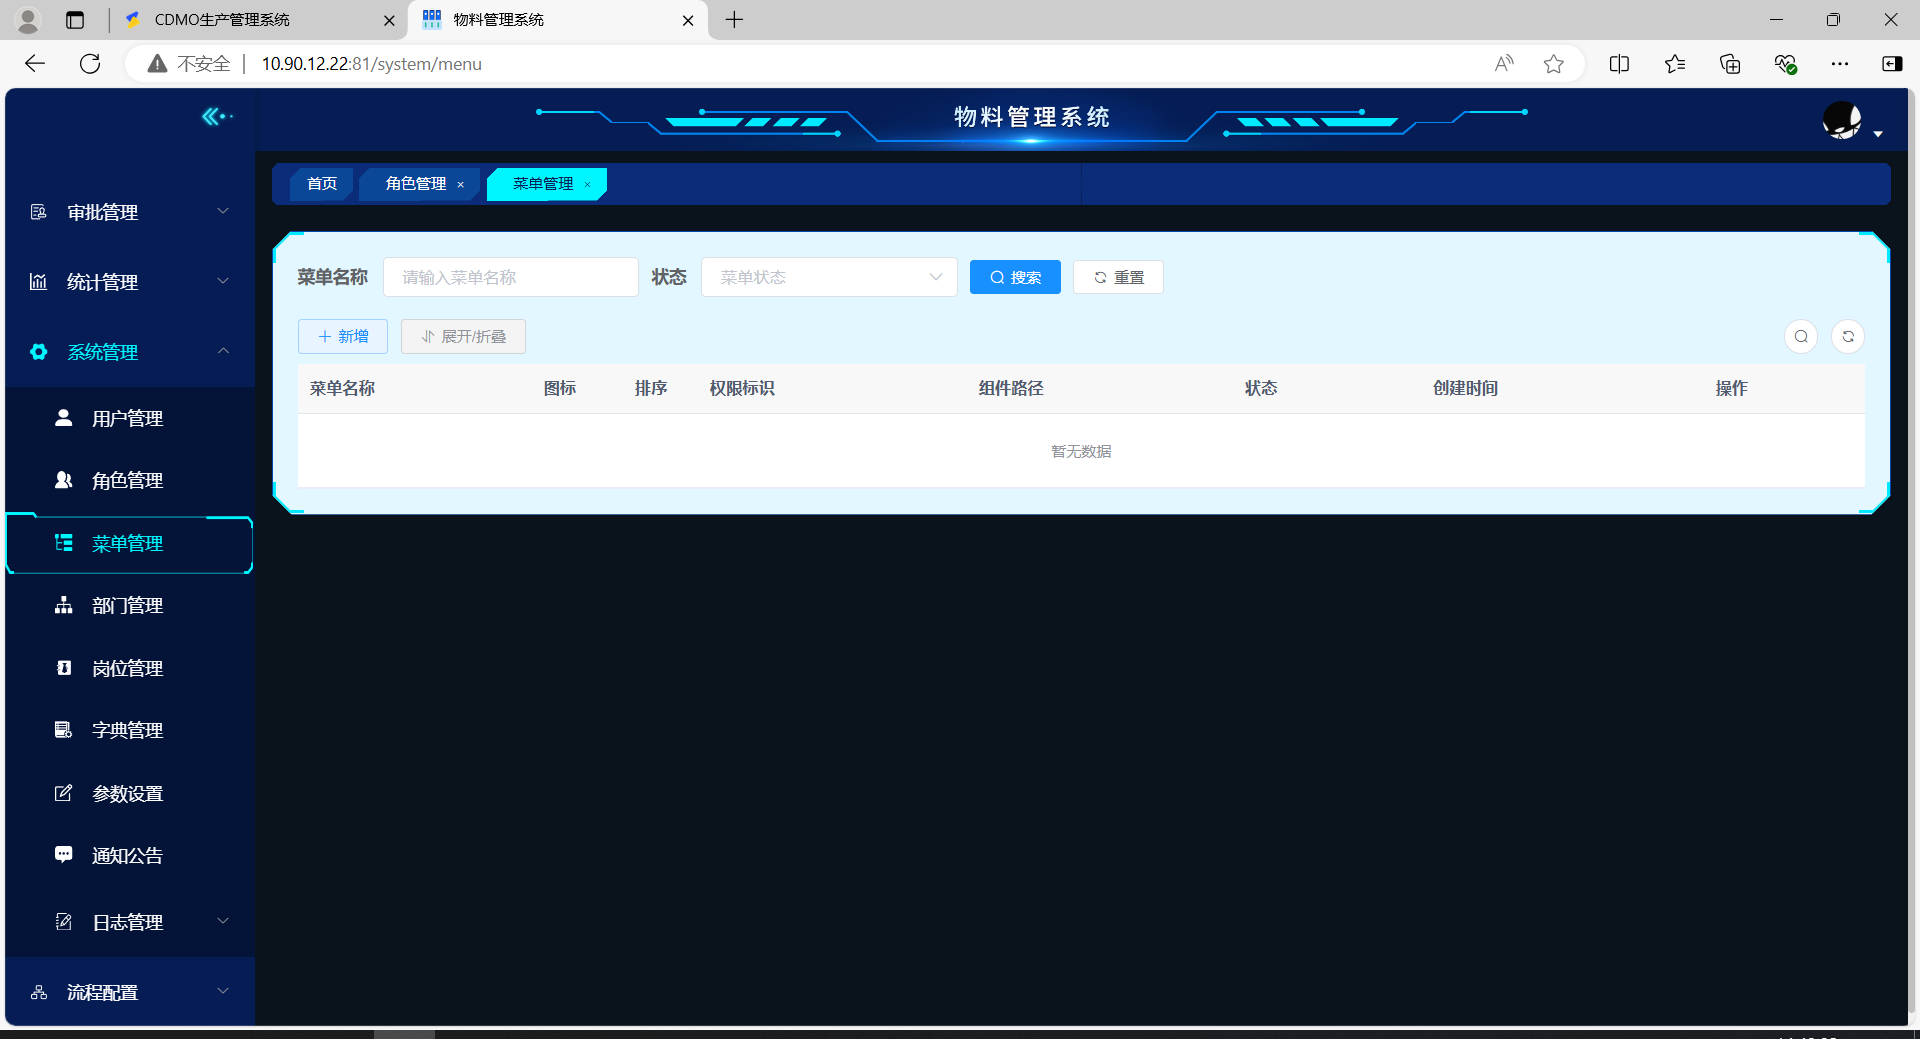 CDMO生产管理系统
物料管理系统
不安全
10.90.12.22:81/system/menu
物料管理系统
首页
角色管理 ×
菜单管理 ×
审批管理
统计管理
系统管理
用户管理
角色管理
菜单管理
部门管理
岗位管理
字典管理
参数设置
通知公告
日志管理
流程配置
菜单名称 请输入菜单名称 状态 菜单状态 搜索 重置
新增 展开/折叠
菜单名称 图标 排序 权限标识 组件路径 状态 创建时间 操作
暂无数据